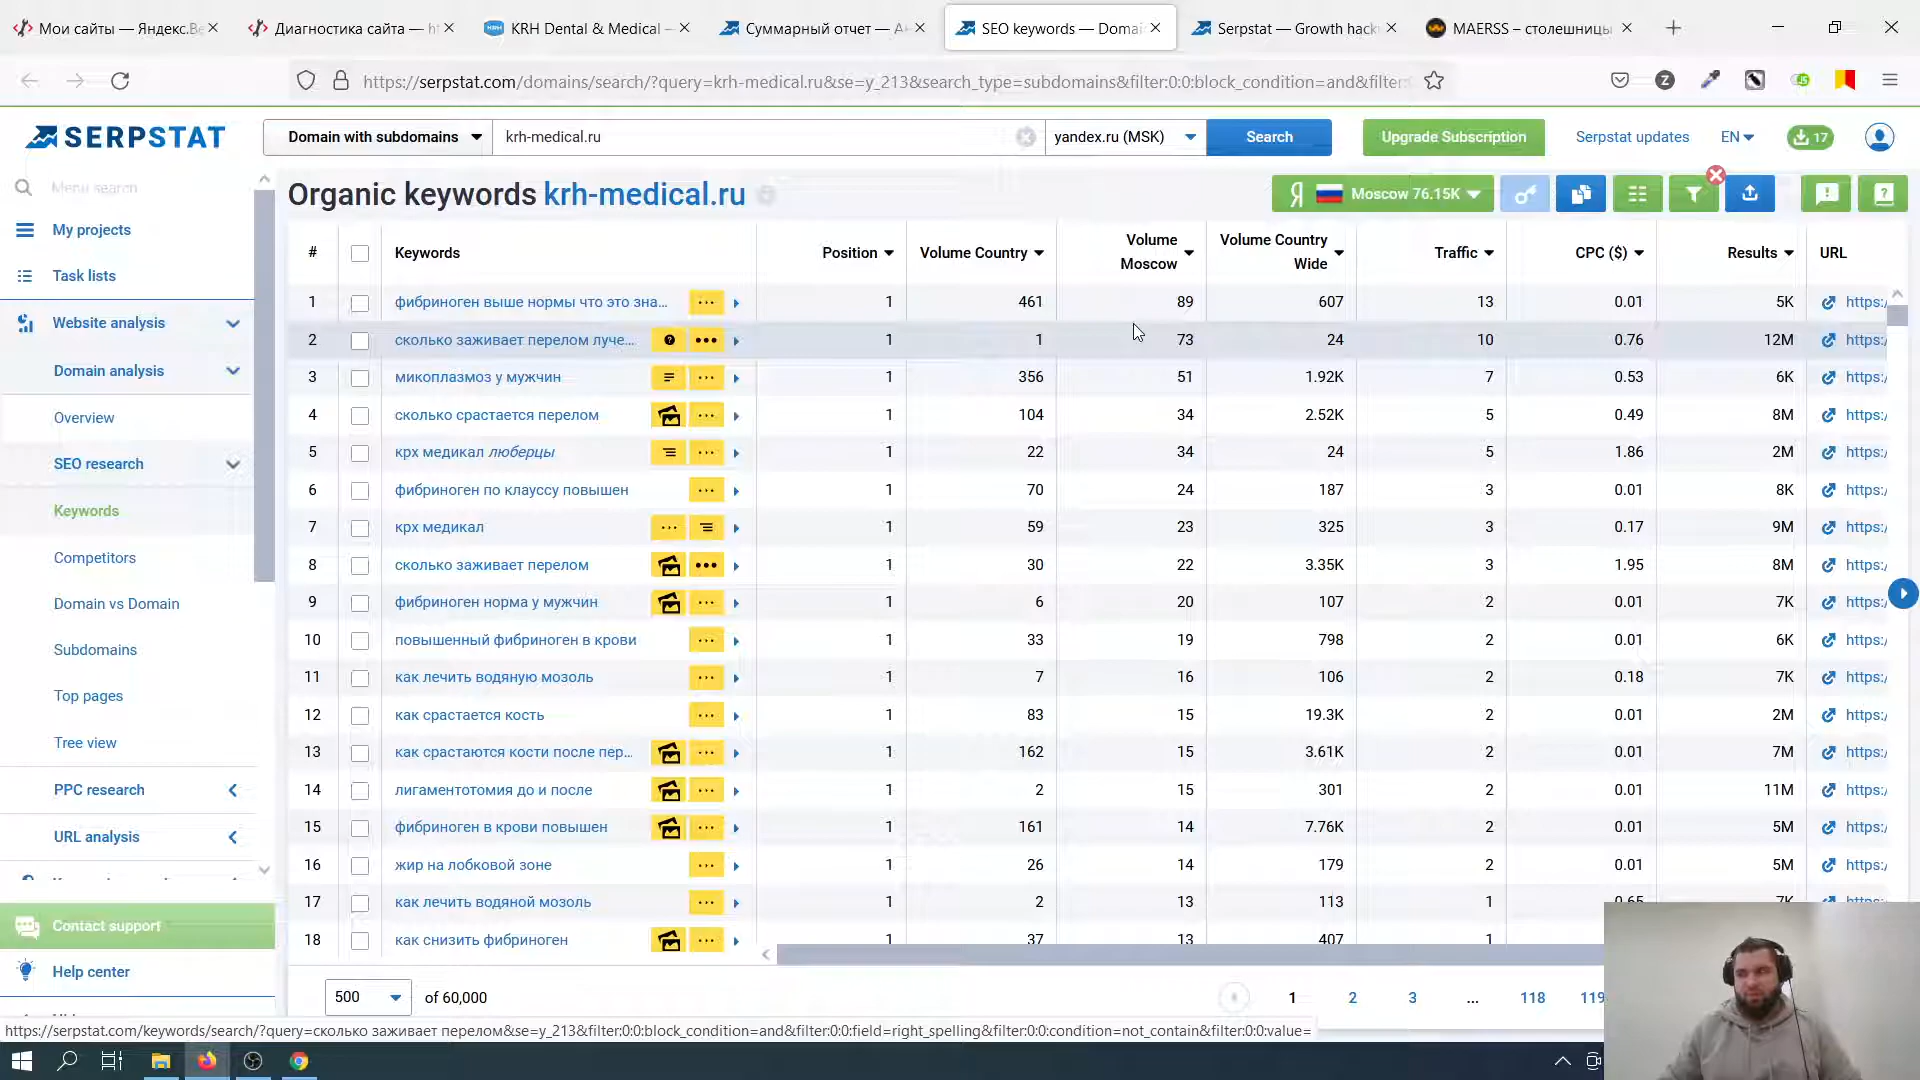 Мои сайты — Яндекс.Ве
Диагностика сайта — ht
KRH Dental & Medical —
Суммарный отчет — Ан
SEO keywords — Domai
Serpstat — Growth hack
MAERSS – столешницы
https://serpstat.com/domains/search/?query=krh-medical.ru&se=y_213&search_type=subdomains&filter:0:0:block_condition=and&filter:
SERPSTAT
Domain with subdomains
krh-medical.ru
yandex.ru (MSK)
Search
Upgrade Subscription
Serpstat updates
EN
17
Menu search
My projects
Task lists
Website analysis
Domain analysis
Overview
SEO research
Keywords
Competitors
Domain vs Domain
Subdomains
Top pages
Tree view
PPC research
URL analysis
Contact support
Help center
Organic keywords krh-medical.ru
Я Moscow 76.15K
# Keywords Position Volume Country Volume Moscow Volume Country Wide Traffic CPC ($) Results URL
1 фибриноген выше нормы что это зна... 1 461 89 607 13 0.01 5K https:/
2 сколько заживает перелом луче... 1 1 73 24 10 0.76 12M https:/
3 микоплазмоз у мужчин 1 356 51 1.92K 7 0.53 6K https:/
4 сколько срастается перелом 1 104 34 2.52K 5 0.49 8M https:/
5 крх медикал люберцы 1 22 34 24 5 1.86 2M https:/
6 фибриноген по клауссу повышен 1 70 24 187 3 0.01 8K https:/
7 крх медикал 1 59 23 325 3 0.17 9M https:/
8 сколько заживает перелом 1 30 22 3.35K 3 1.95 8M https:/
9 фибриноген норма у мужчин 1 6 20 107 2 0.01 7K https:/
10 повышенный фибриноген в крови 1 33 19 798 2 0.01 6K https:/
11 как лечить водяную мозоль 1 7 16 106 2 0.18 7K https:/
12 как срастается кость 1 83 15 19.3K 2 0.01 2M https:/
13 как срастаются кости после пер... 1 162 15 3.61K 2 0.01 7M https:/
14 лигаментотомия до и после 1 2 15 301 2 0.01 11M https:/
15 фибриноген в крови повышен 1 161 14 7.76K 2 0.01 5M https:/
16 жир на лобковой зоне 1 26 14 179 2 0.01 5M https:/
17 как лечить водяной мозоль 1 2 13 113 1 0.65 7K https:/
18 как снизить фибриноген 1 37 13 407 1
500 of 60,000
1 2 3 ... 118 119
https://serpstat.com/keywords/search/?query=сколько заживает перелом&se=y_213&filter:0:0:block_condition=and&filter:0:0:field=right_spelling&filter:0:0:condition=not_contain&filter:0:0:value=